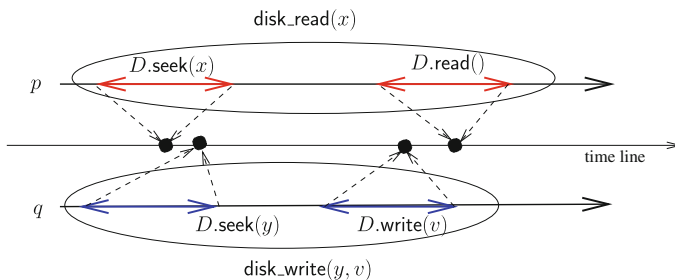 disk_read(x)
D.seek(x)
D.read()
p
time line
q
D.seek(y)
D.write(v)
disk_write(y, v)